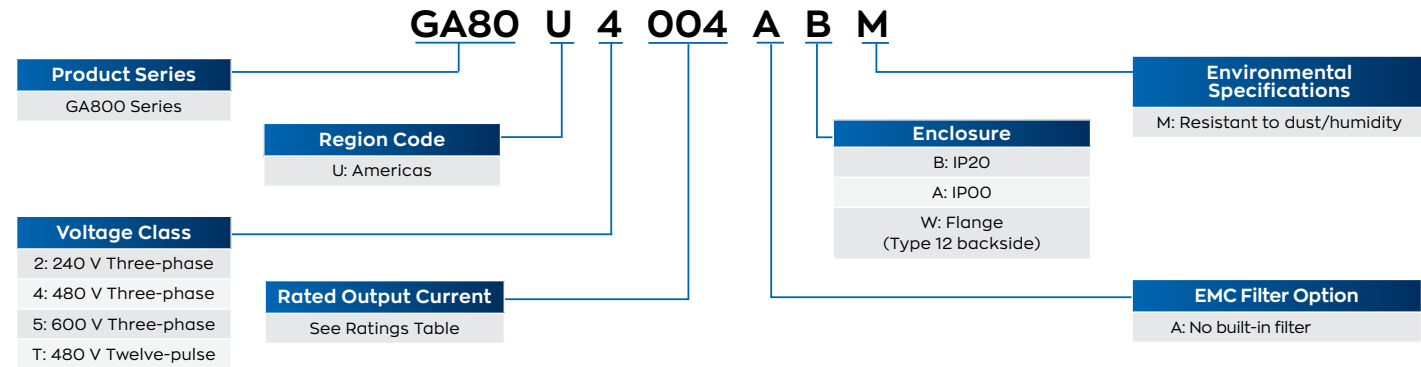 GA80 U 4 004 A B M
Product Series
GA800 Series
Region Code
U: Americas
Voltage Class
2: 240 V Three-phase
4: 480 V Three-phase
5: 600 V Three-phase
T: 480 V Twelve-pulse
Rated Output Current
See Ratings Table
Enclosure
B: IP20
A: IP00
W: Flange
(Type 12 backside)
Environmental
Specifications
M: Resistant to dust/humidity
EMC Filter Option
A: No built-in filter